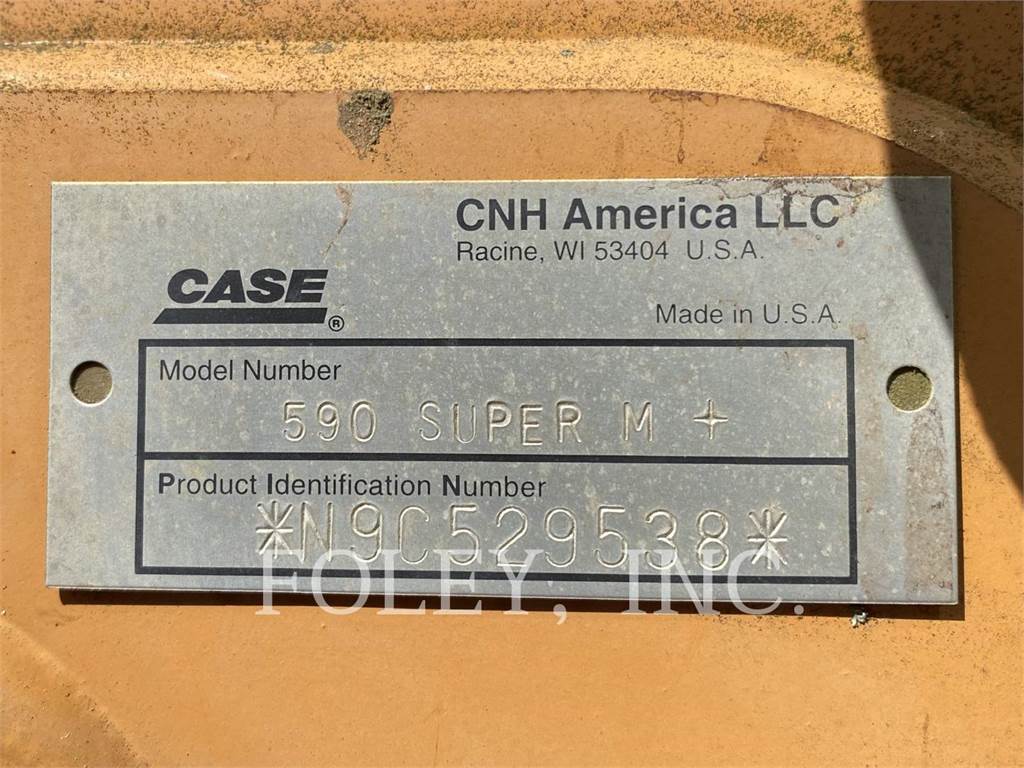 CNH America LLC
Racine, WI 53404 U.S.A.
CASE®
Made in U.S.A.
Model Number
590 SUPER M +
Product Identification Number
*N9C529538*
FOLEY, INC.